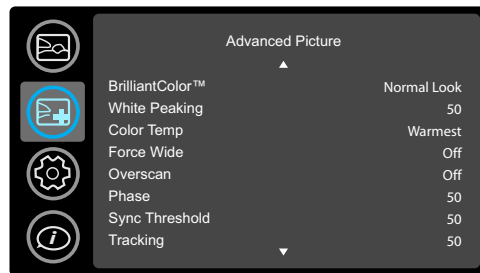 Advanced Picture
BrilliantColor™ Normal Look
White Peaking 50
Color Temp Warmest
Force Wide Off
Overscan Off
Phase 50
Sync Threshold 50
Tracking 50
i